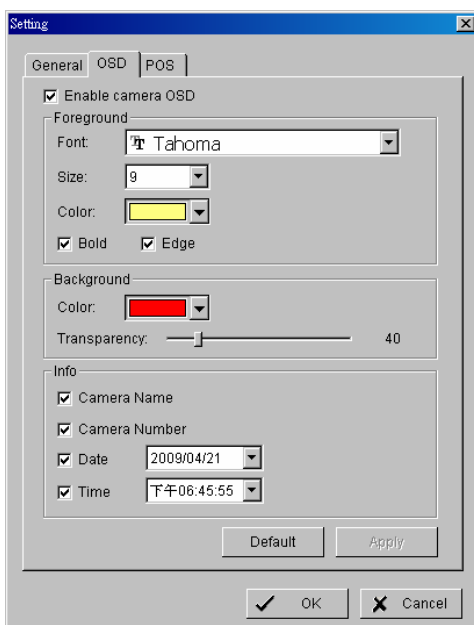 Setting
General OSD POS
Enable camera OSD
Foreground
Font: Tahoma
Size: 9
Color:
Bold Edge
Background
Color:
Transparency: 40
Info
Camera Name
Camera Number
Date 2009/04/21
Time 下午06:45:55
Default Apply
OK Cancel